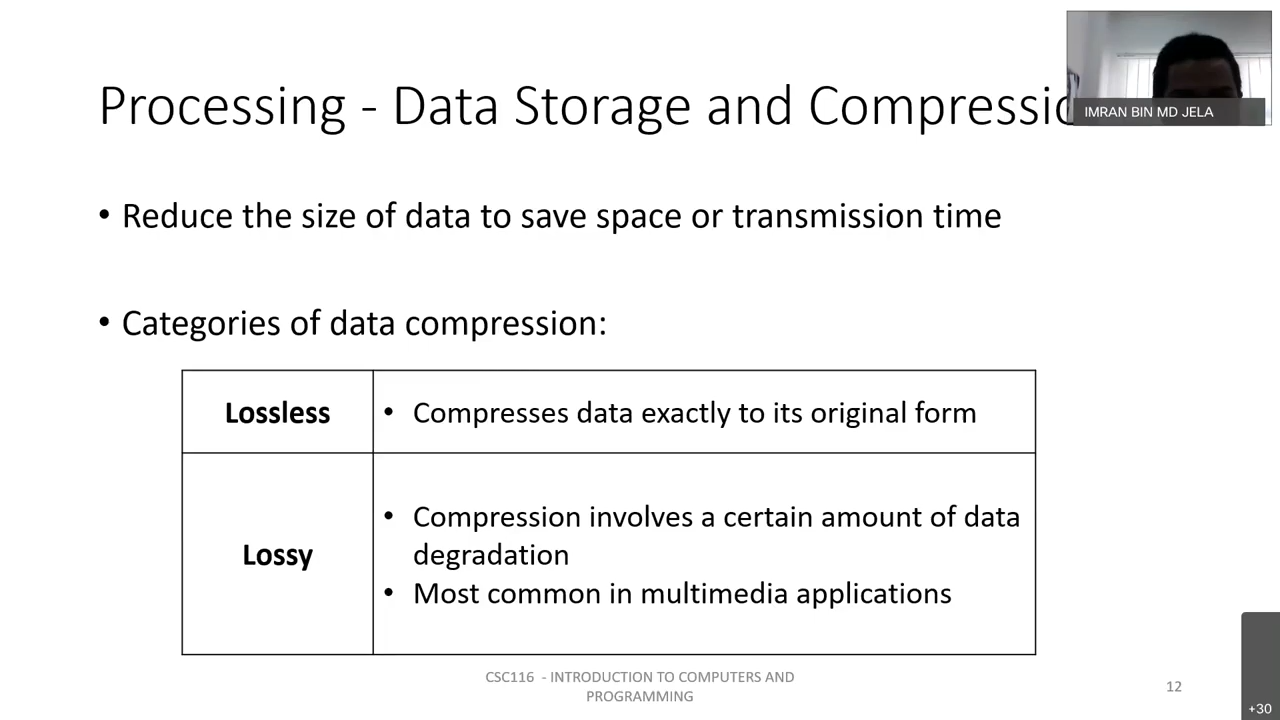 Processing - Data Storage and Compressio
IMRAN BIN MD JELA
• Reduce the size of data to save space or transmission time
• Categories of data compression:
Lossless
• Compresses data exactly to its original form
Lossy
• Compression involves a certain amount of data
degradation
• Most common in multimedia applications
CSC116 - INTRODUCTION TO COMPUTERS AND
PROGRAMMING
12
+30